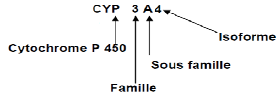 CYP 3 A4
Isoforme
Cytochrome P 450
Sous famille
Famille